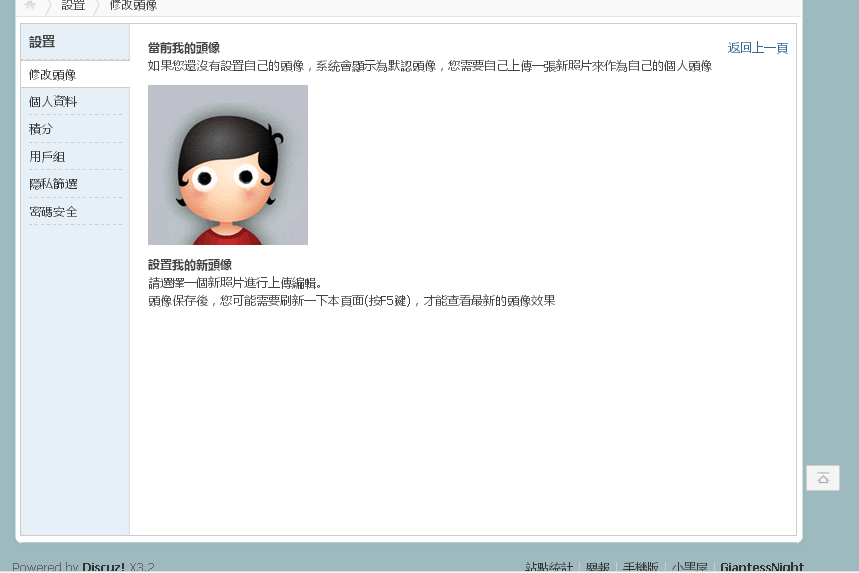 設置 修改頭像
設置
修改頭像
個人資料
積分
用戶組
隱私篩選
密碼安全
當前我的頭像
返回上一頁
如果您還沒有設置自己的頭像，系統會顯示為默認頭像，您需要自己上傳一張新照片來作為自己的個人頭像
設置我的新頭像
請選擇一個新照片進行上傳編輯。
頭像保存後，您可能需要刷新一下本頁面(按F5鍵)，才能查看最新的頭像效果
Powered by Discuz! X3.2
站點統計 | 舉報 | 手機版 | 小黑屋 | GiantessNight